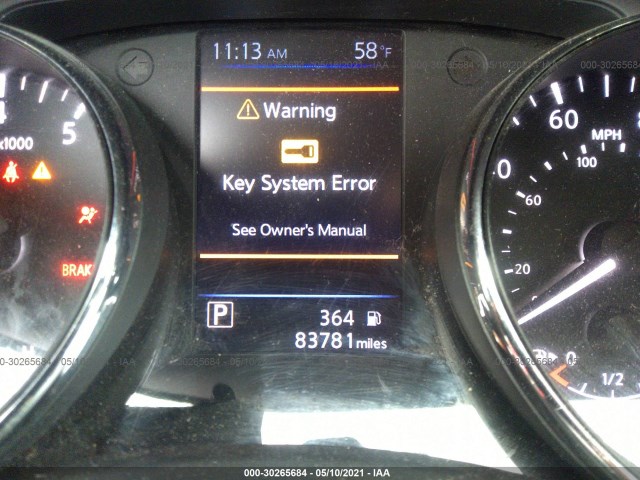 11:13 AM 58°F
Warning
Key System Error
See Owner's Manual
P 364
83781 miles
5
x1000
BRAK
60
MPH
100
60
20
0
1/2
000-30265684 - 05/10/2021 - IAA